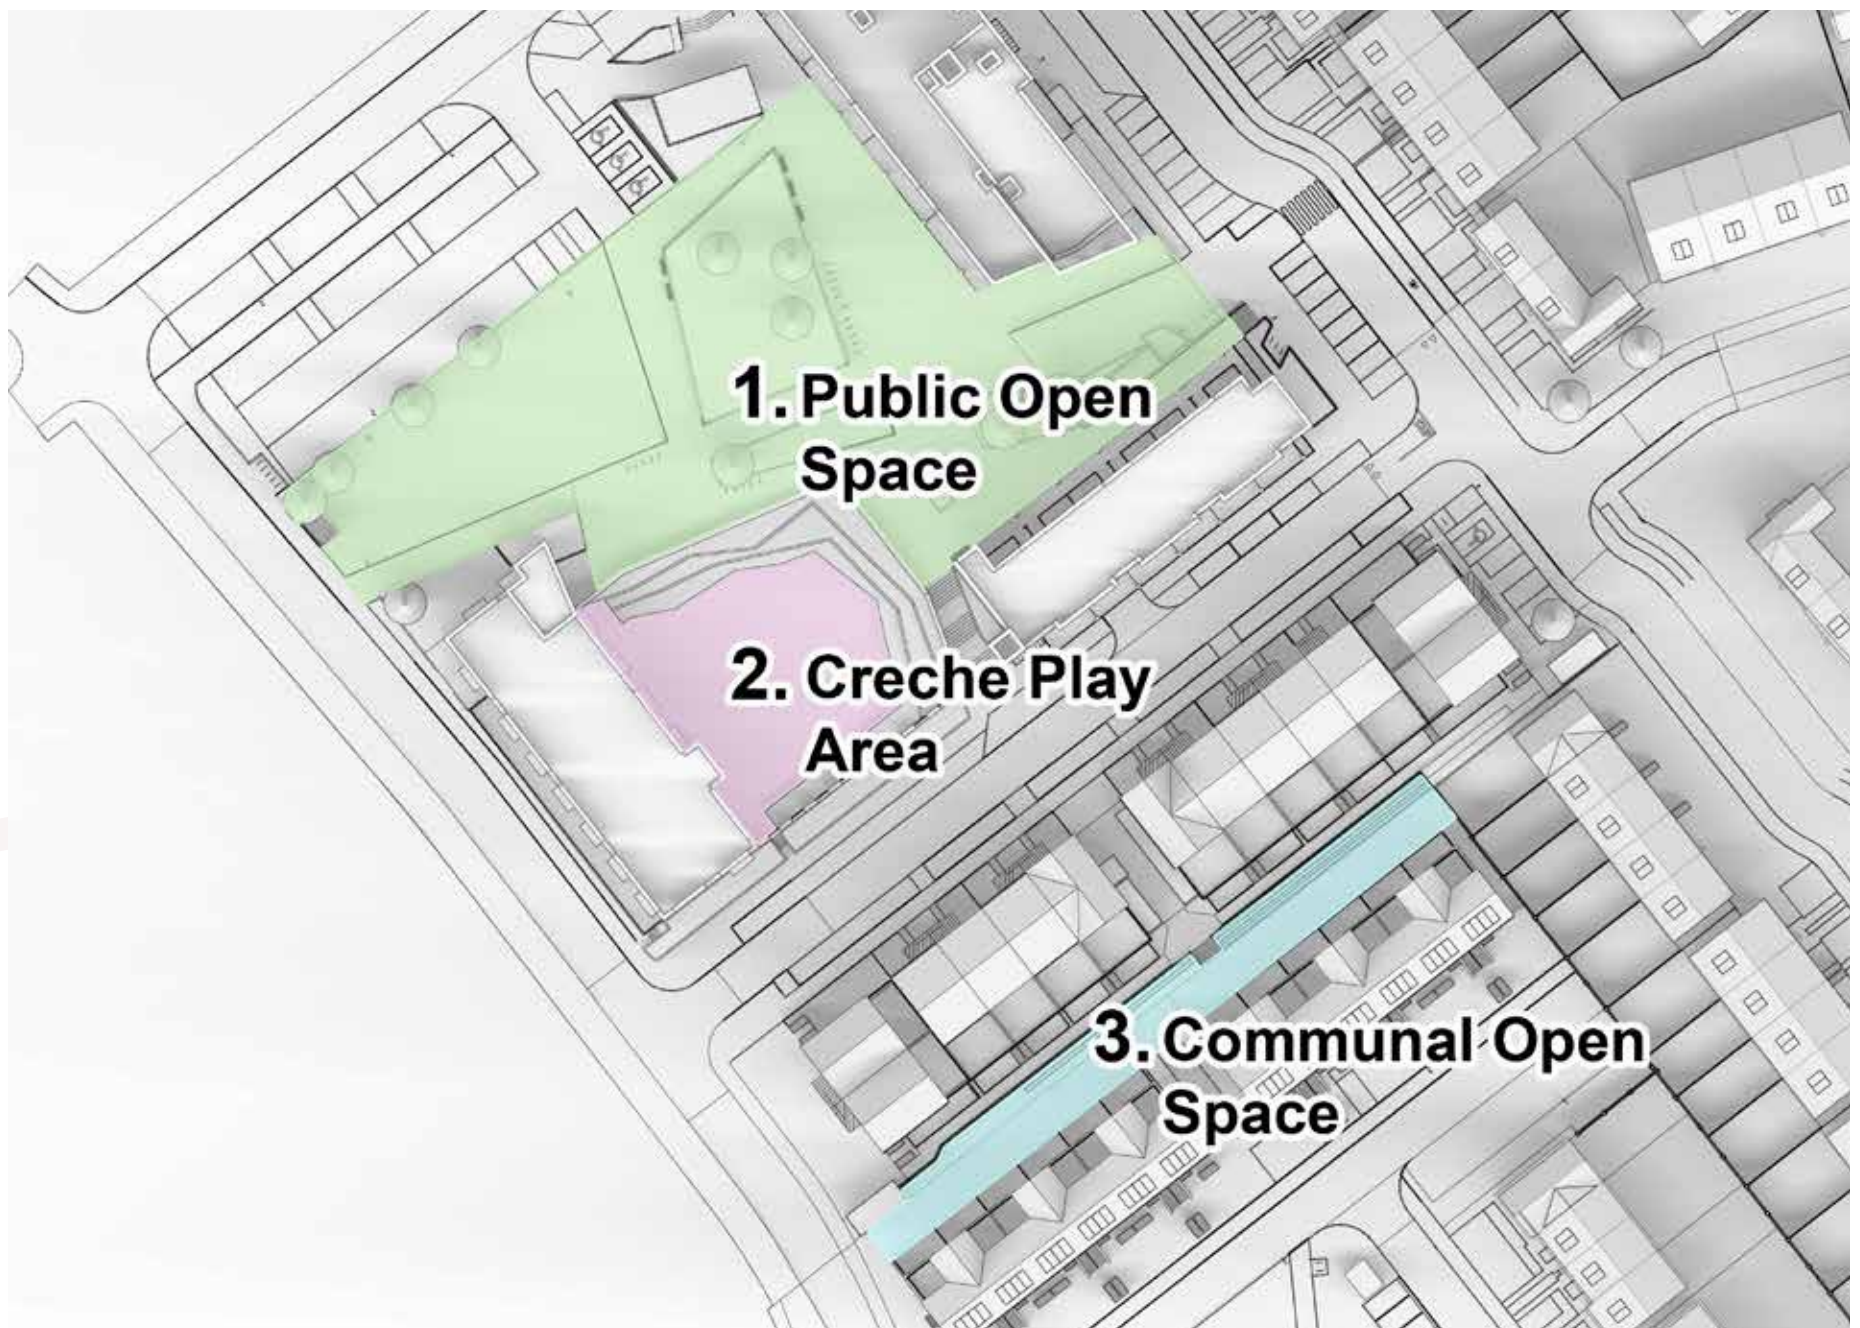 1. Public Open
Space
2. Creche Play
Area
3. Communal Open
Space